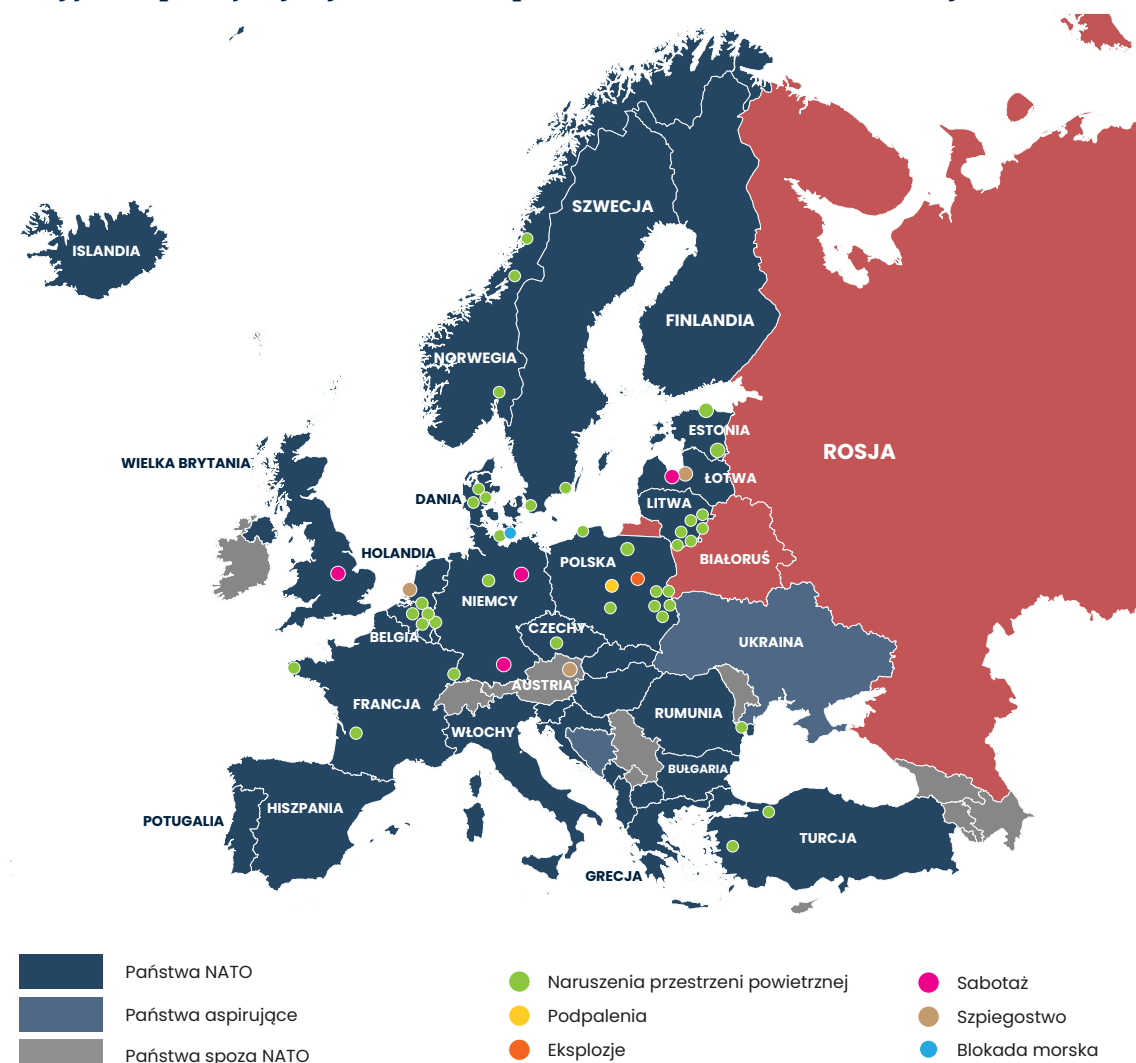 SZWECJA
ISLANDIA
FINLANDIA
NORWEGIA
ESTONIA
ROSJA
WIELKA BRYTANIA
ŁOTWA
DANIA
LITWA
HOLANDIA
POLSKA
BIAŁORUŚ
NIEMCY
CZECHY
BELGIA
UKRAINA
AUSTRIA
FRANCJA
RUMUNIA
WŁOCHY
BUŁGARIA
HISZPANIA
POTUGALIA
TURCJA
GRECJA
Państwa NATO
Państwa aspirujące
Państwa spoza NATO
Naruszenia przestrzeni powietrznej
Podpalenia
Eksplozje
Sabotaż
Szpiegostwo
Blokada morska